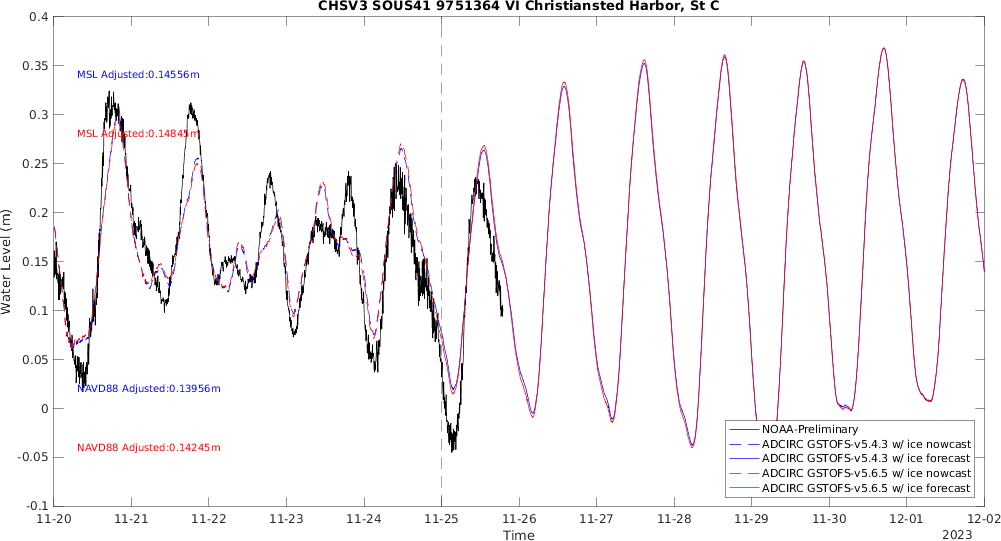 CHSV3 SOUS41 9751364 VI Christiansted Harbor, St C
0.4
0.35
0.3
0.25
0.2
0.15
0.1
0.05
0
-0.05
-0.1
Water Level (m)
MSL Adjusted:0.14556m
MSL Adjusted:0.14845m
NAVD88 Adjusted:0.13956m
NAVD88 Adjusted:0.14245m
NOAA-Preliminary
ADCIRC GSTOFS-v5.4.3 w/ ice nowcast
ADCIRC GSTOFS-v5.4.3 w/ ice forecast
ADCIRC GSTOFS-v5.6.5 w/ ice nowcast
ADCIRC GSTOFS-v5.6.5 w/ ice forecast
11-20 11-21 11-22 11-23 11-24 11-25 11-26 11-27 11-28 11-29 11-30 12-01 12-02
Time
2023